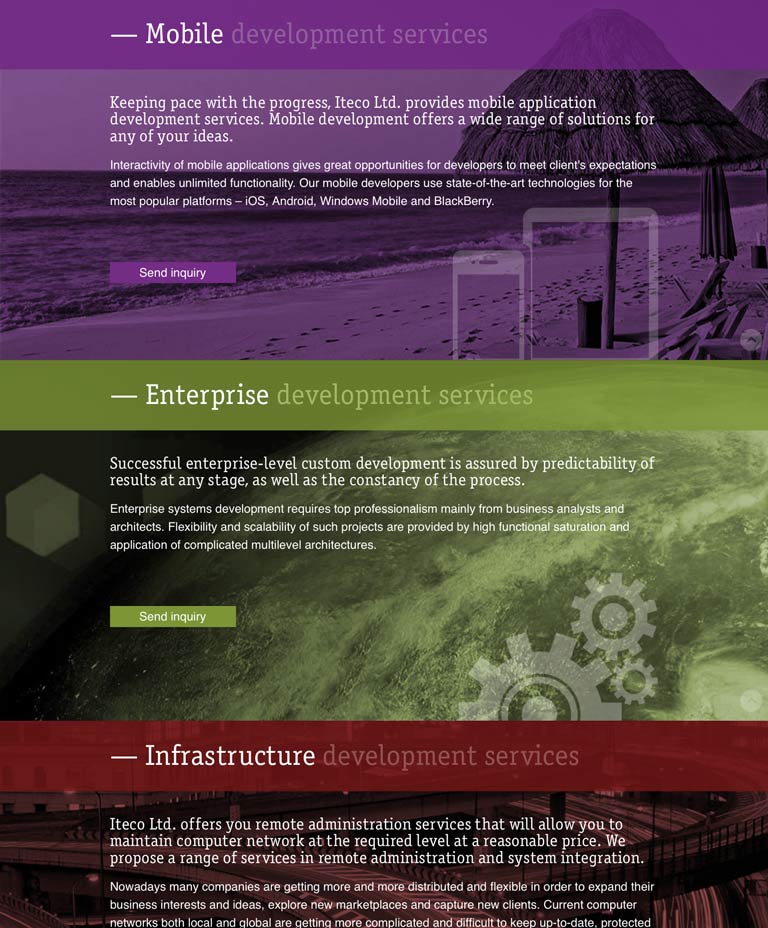 — Mobile development services
Keeping pace with the progress, Iteco Ltd. provides mobile application
development services. Mobile development offers a wide range of solutions for
any of your ideas.
Interactivity of mobile applications gives great opportunities for developers to meet client's expectations
and enables unlimited functionality. Our mobile developers use state-of-the-art technologies for the
most popular platforms – iOS, Android, Windows Mobile and BlackBerry.
Send inquiry
— Enterprise development services
Successful enterprise-level custom development is assured by predictability of
results at any stage, as well as the constancy of the process.
Enterprise systems development requires top professionalism mainly from business analysts and
architects. Flexibility and scalability of such projects are provided by high functional saturation and
application of complicated multilevel architectures.
Send inquiry
— Infrastructure development services
Iteco Ltd. offers you remote administration services that will allow you to
maintain computer network at the required level at a reasonable price. We
propose a range of services in remote administration and system integration.
Nowadays many companies are getting more and more distributed and flexible in order to expand their
business interests and ideas, explore new marketplaces and capture new clients. Current computer
networks both local and global are getting more complicated and difficult to keep up-to-date, protected